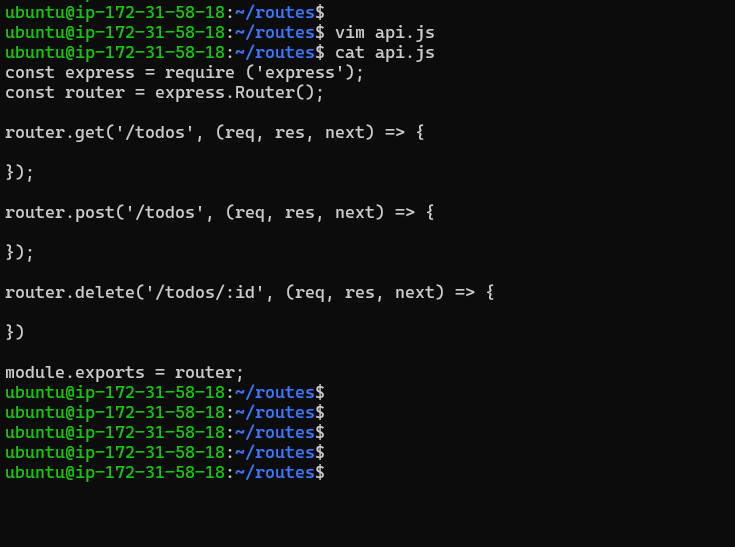 ubuntu@ip-172-31-58-18:~/routes$
ubuntu@ip-172-31-58-18:~/routes$ vim api.js
ubuntu@ip-172-31-58-18:~/routes$ cat api.js
const express = require ('express');
const router = express.Router();
router.get('/todos', (req, res, next) => {
});
router.post('/todos', (req, res, next) => {
});
router.delete('/todos/:id', (req, res, next) => {
})
module.exports = router;
ubuntu@ip-172-31-58-18:~/routes$
ubuntu@ip-172-31-58-18:~/routes$
ubuntu@ip-172-31-58-18:~/routes$
ubuntu@ip-172-31-58-18:~/routes$
ubuntu@ip-172-31-58-18:~/routes$